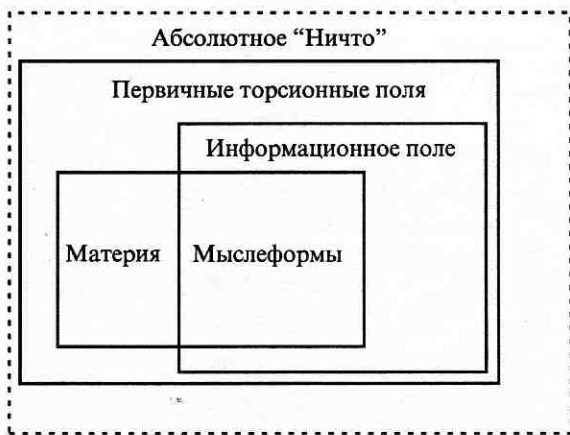 Абсолютное “Ничто”
Первичные торсионные поля
Информационное поле
Материя
Мыслеформы